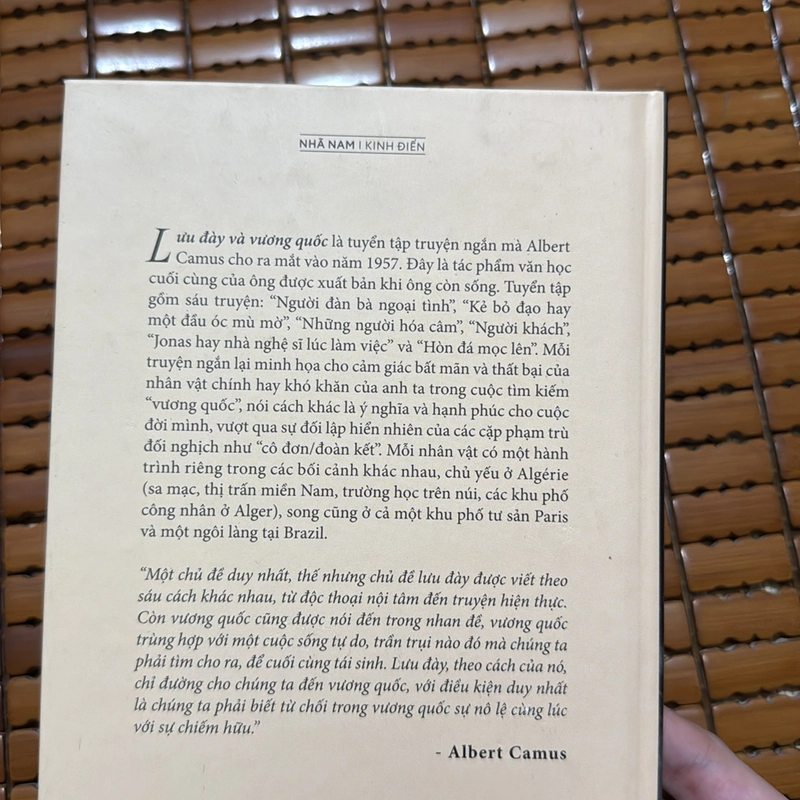 NHÃ NAM | KINH ĐIỂN
Lưu đày và vương quốc là tuyển tập truyện ngắn mà Albert
Camus cho ra mắt vào năm 1957. Đây là tác phẩm văn học
cuối cùng của ông được xuất bản khi ông còn sống. Tuyển tập
gồm sáu truyện: “Người đàn bà ngoại tình”, “Kẻ bỏ đạo hay
một đầu óc mù mờ”, “Những người hóa câm”, “Người khách”,
“Jonas hay nhà nghệ sĩ lúc làm việc” và “Hòn đá mọc lên”. Mỗi
truyện ngắn lại minh họa cho cảm giác bất mãn và thất bại của
nhân vật chính hay khó khăn của anh ta trong cuộc tìm kiếm
“vương quốc”, nói cách khác là ý nghĩa và hạnh phúc cho cuộc
đời mình, vượt qua sự đối lập hiển nhiên của các cặp phạm trù
đối nghịch như “cô đơn/đoàn kết”. Mỗi nhân vật có một hành
trình riêng trong các bối cảnh khác nhau, chủ yếu ở Algérie
(sa mạc, thị trấn miền Nam, trường học trên núi, các khu phố
công nhân ở Alger), song cũng ở cả một khu phố tư sản Paris
và một ngôi làng tại Brazil.
“Một chủ đề duy nhất, thế nhưng chủ đề lưu đày được viết theo
sáu cách khác nhau, từ độc thoại nội tâm đến truyện hiện thực.
Còn vương quốc cũng được nói đến trong nhan đề, vương quốc
trùng hợp với một cuộc sống tự do, trần trụi nào đó mà chúng ta
phải tìm cho ra, để cuối cùng tái sinh. Lưu đày, theo cách của nó,
chỉ đường cho chúng ta đến vương quốc, với điều kiện duy nhất
là chúng ta phải biết từ chối trong vương quốc sự nô lệ cùng lúc
với sự chiếm hữu.”
- Albert Camus